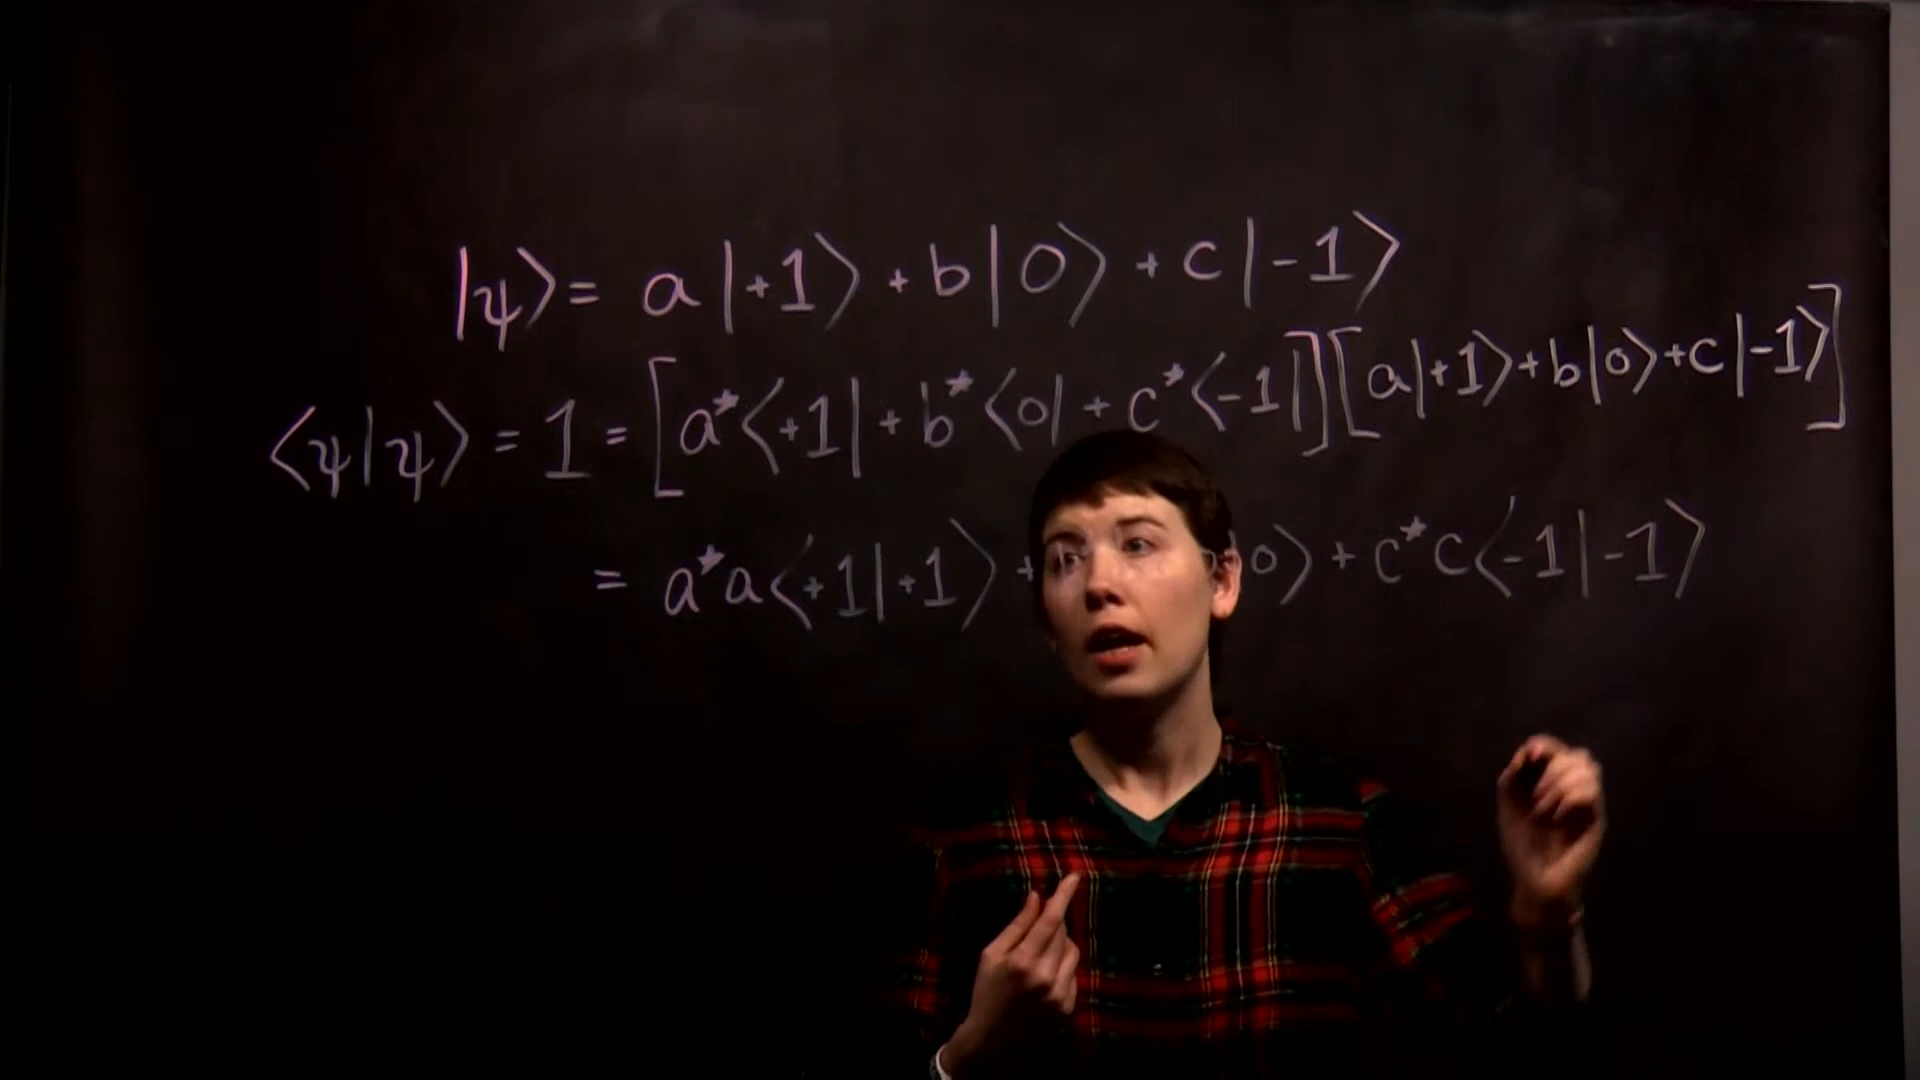 |ψ⟩ = a|+1⟩ + b|0⟩ + c|-1⟩
⟨ψ|ψ⟩ = 1 = [a*⟨+1| + b*⟨0| + c*⟨-1|][a|+1⟩ + b|0⟩ + c|-1⟩]
= a*a⟨+1|+1⟩ + |0⟩ + c*c⟨-1|-1⟩